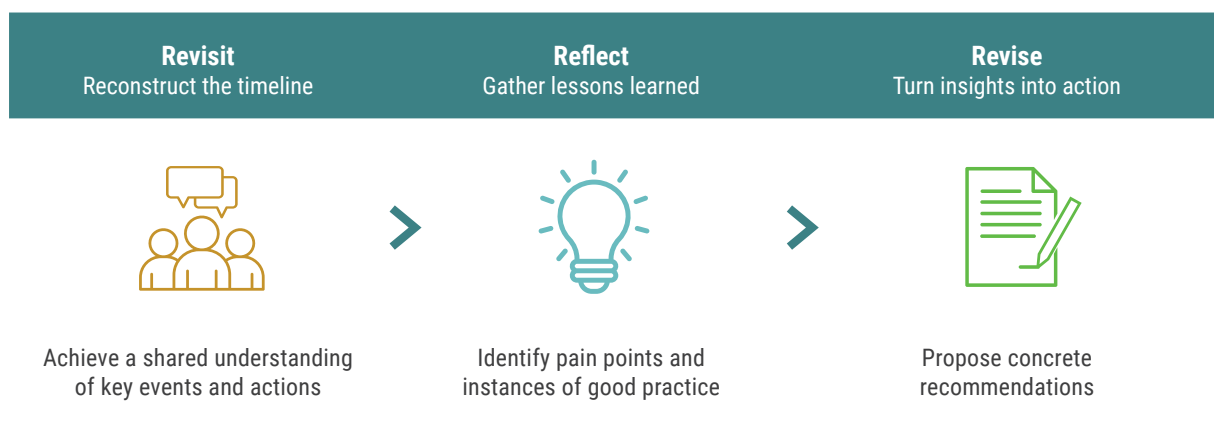 Revisit
Reconstruct the timeline
Reflect
Gather lessons learned
Revise
Turn insights into action
Achieve a shared understanding
of key events and actions
Identify pain points and
instances of good practice
Propose concrete
recommendations